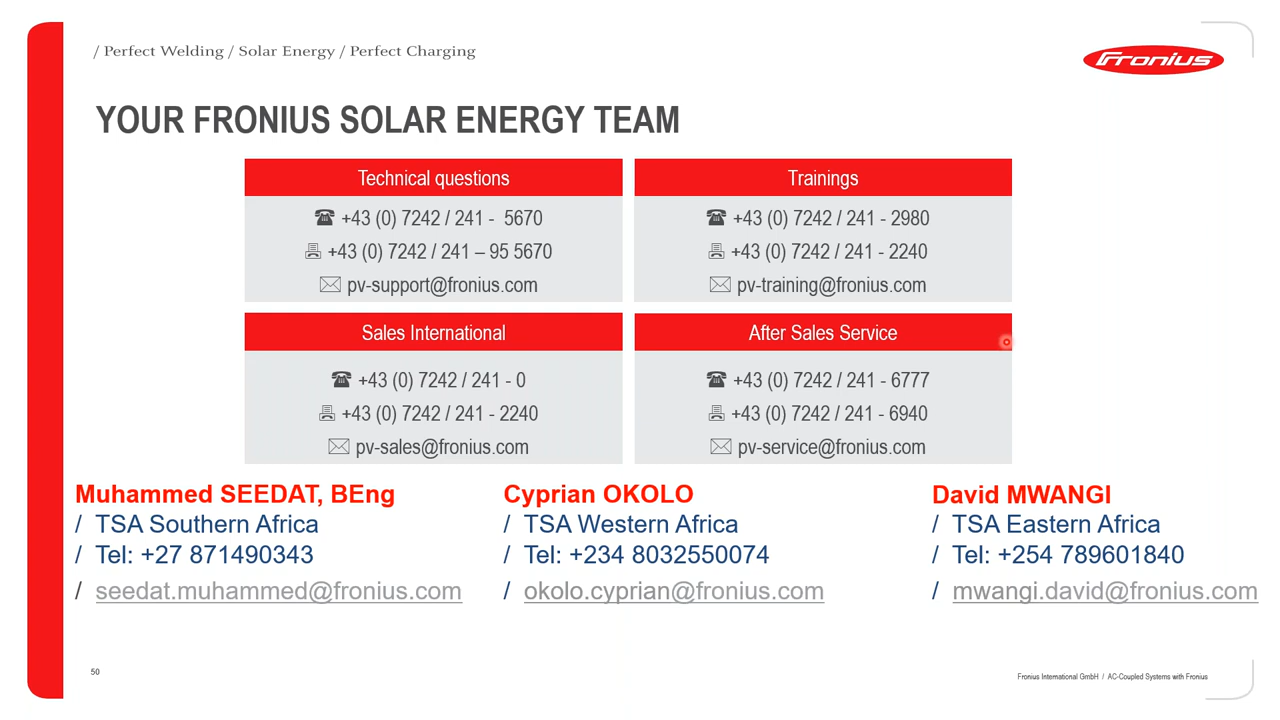 / Perfect Welding / Solar Energy / Perfect Charging
Fronius
YOUR FRONIUS SOLAR ENERGY TEAM
Technical questions
+43 (0) 7242 / 241 - 5670
+43 (0) 7242 / 241 – 95 5670
pv-support@fronius.com
Trainings
+43 (0) 7242 / 241 - 2980
+43 (0) 7242 / 241 - 2240
pv-training@fronius.com
Sales International
+43 (0) 7242 / 241 - 0
+43 (0) 7242 / 241 - 2240
pv-sales@fronius.com
After Sales Service
+43 (0) 7242 / 241 - 6777
+43 (0) 7242 / 241 - 6940
pv-service@fronius.com
Muhammed SEEDAT, BEng
/ TSA Southern Africa
/ Tel: +27 871490343
/ seedat.muhammed@fronius.com
Cyprian OKOLO
/ TSA Western Africa
/ Tel: +234 8032550074
/ okolo.cyprian@fronius.com
David MWANGI
/ TSA Eastern Africa
/ Tel: +254 789601840
/ mwangi.david@fronius.com
50
Fronius International GmbH / AC-Coupled Systems with Fronius